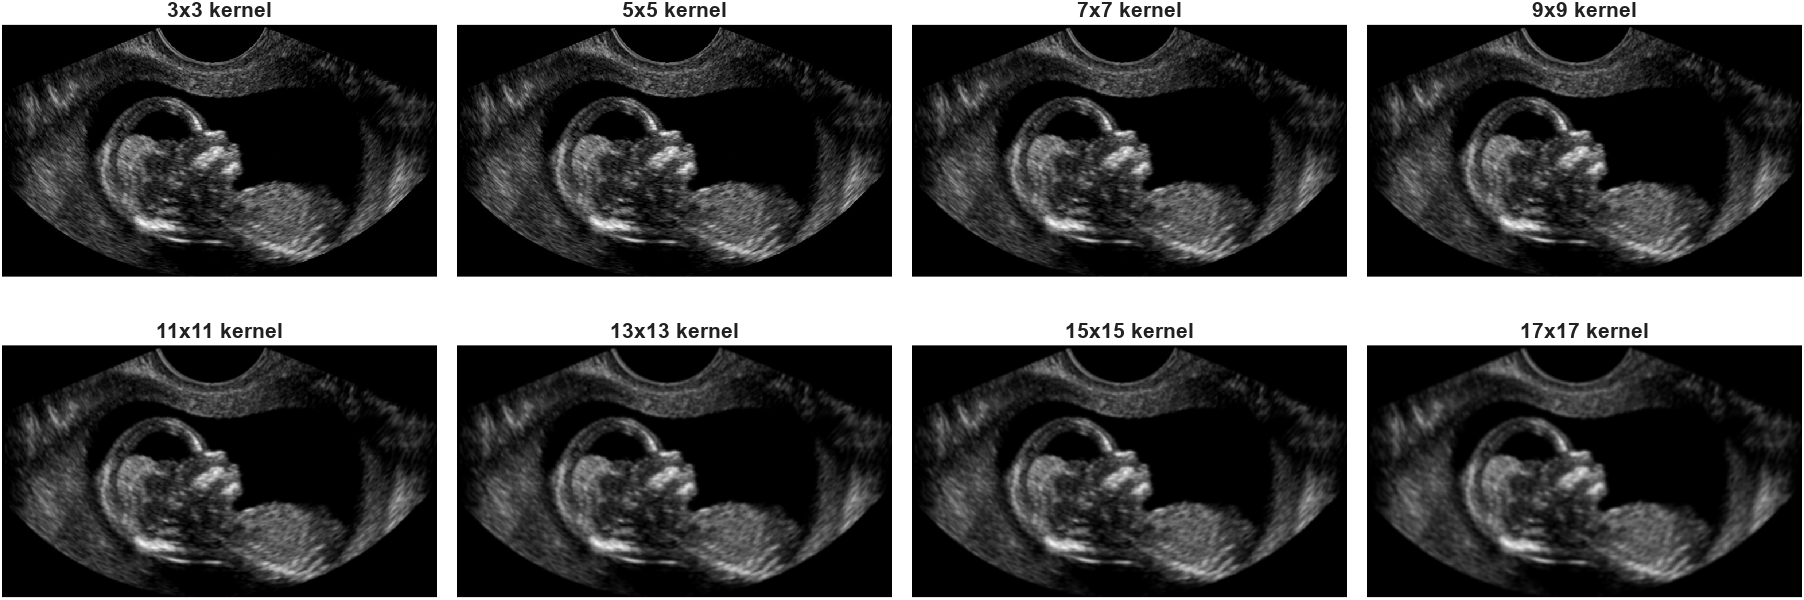 3x3 kernel
5x5 kernel
7x7 kernel
9x9 kernel
11x11 kernel
13x13 kernel
15x15 kernel
17x17 kernel